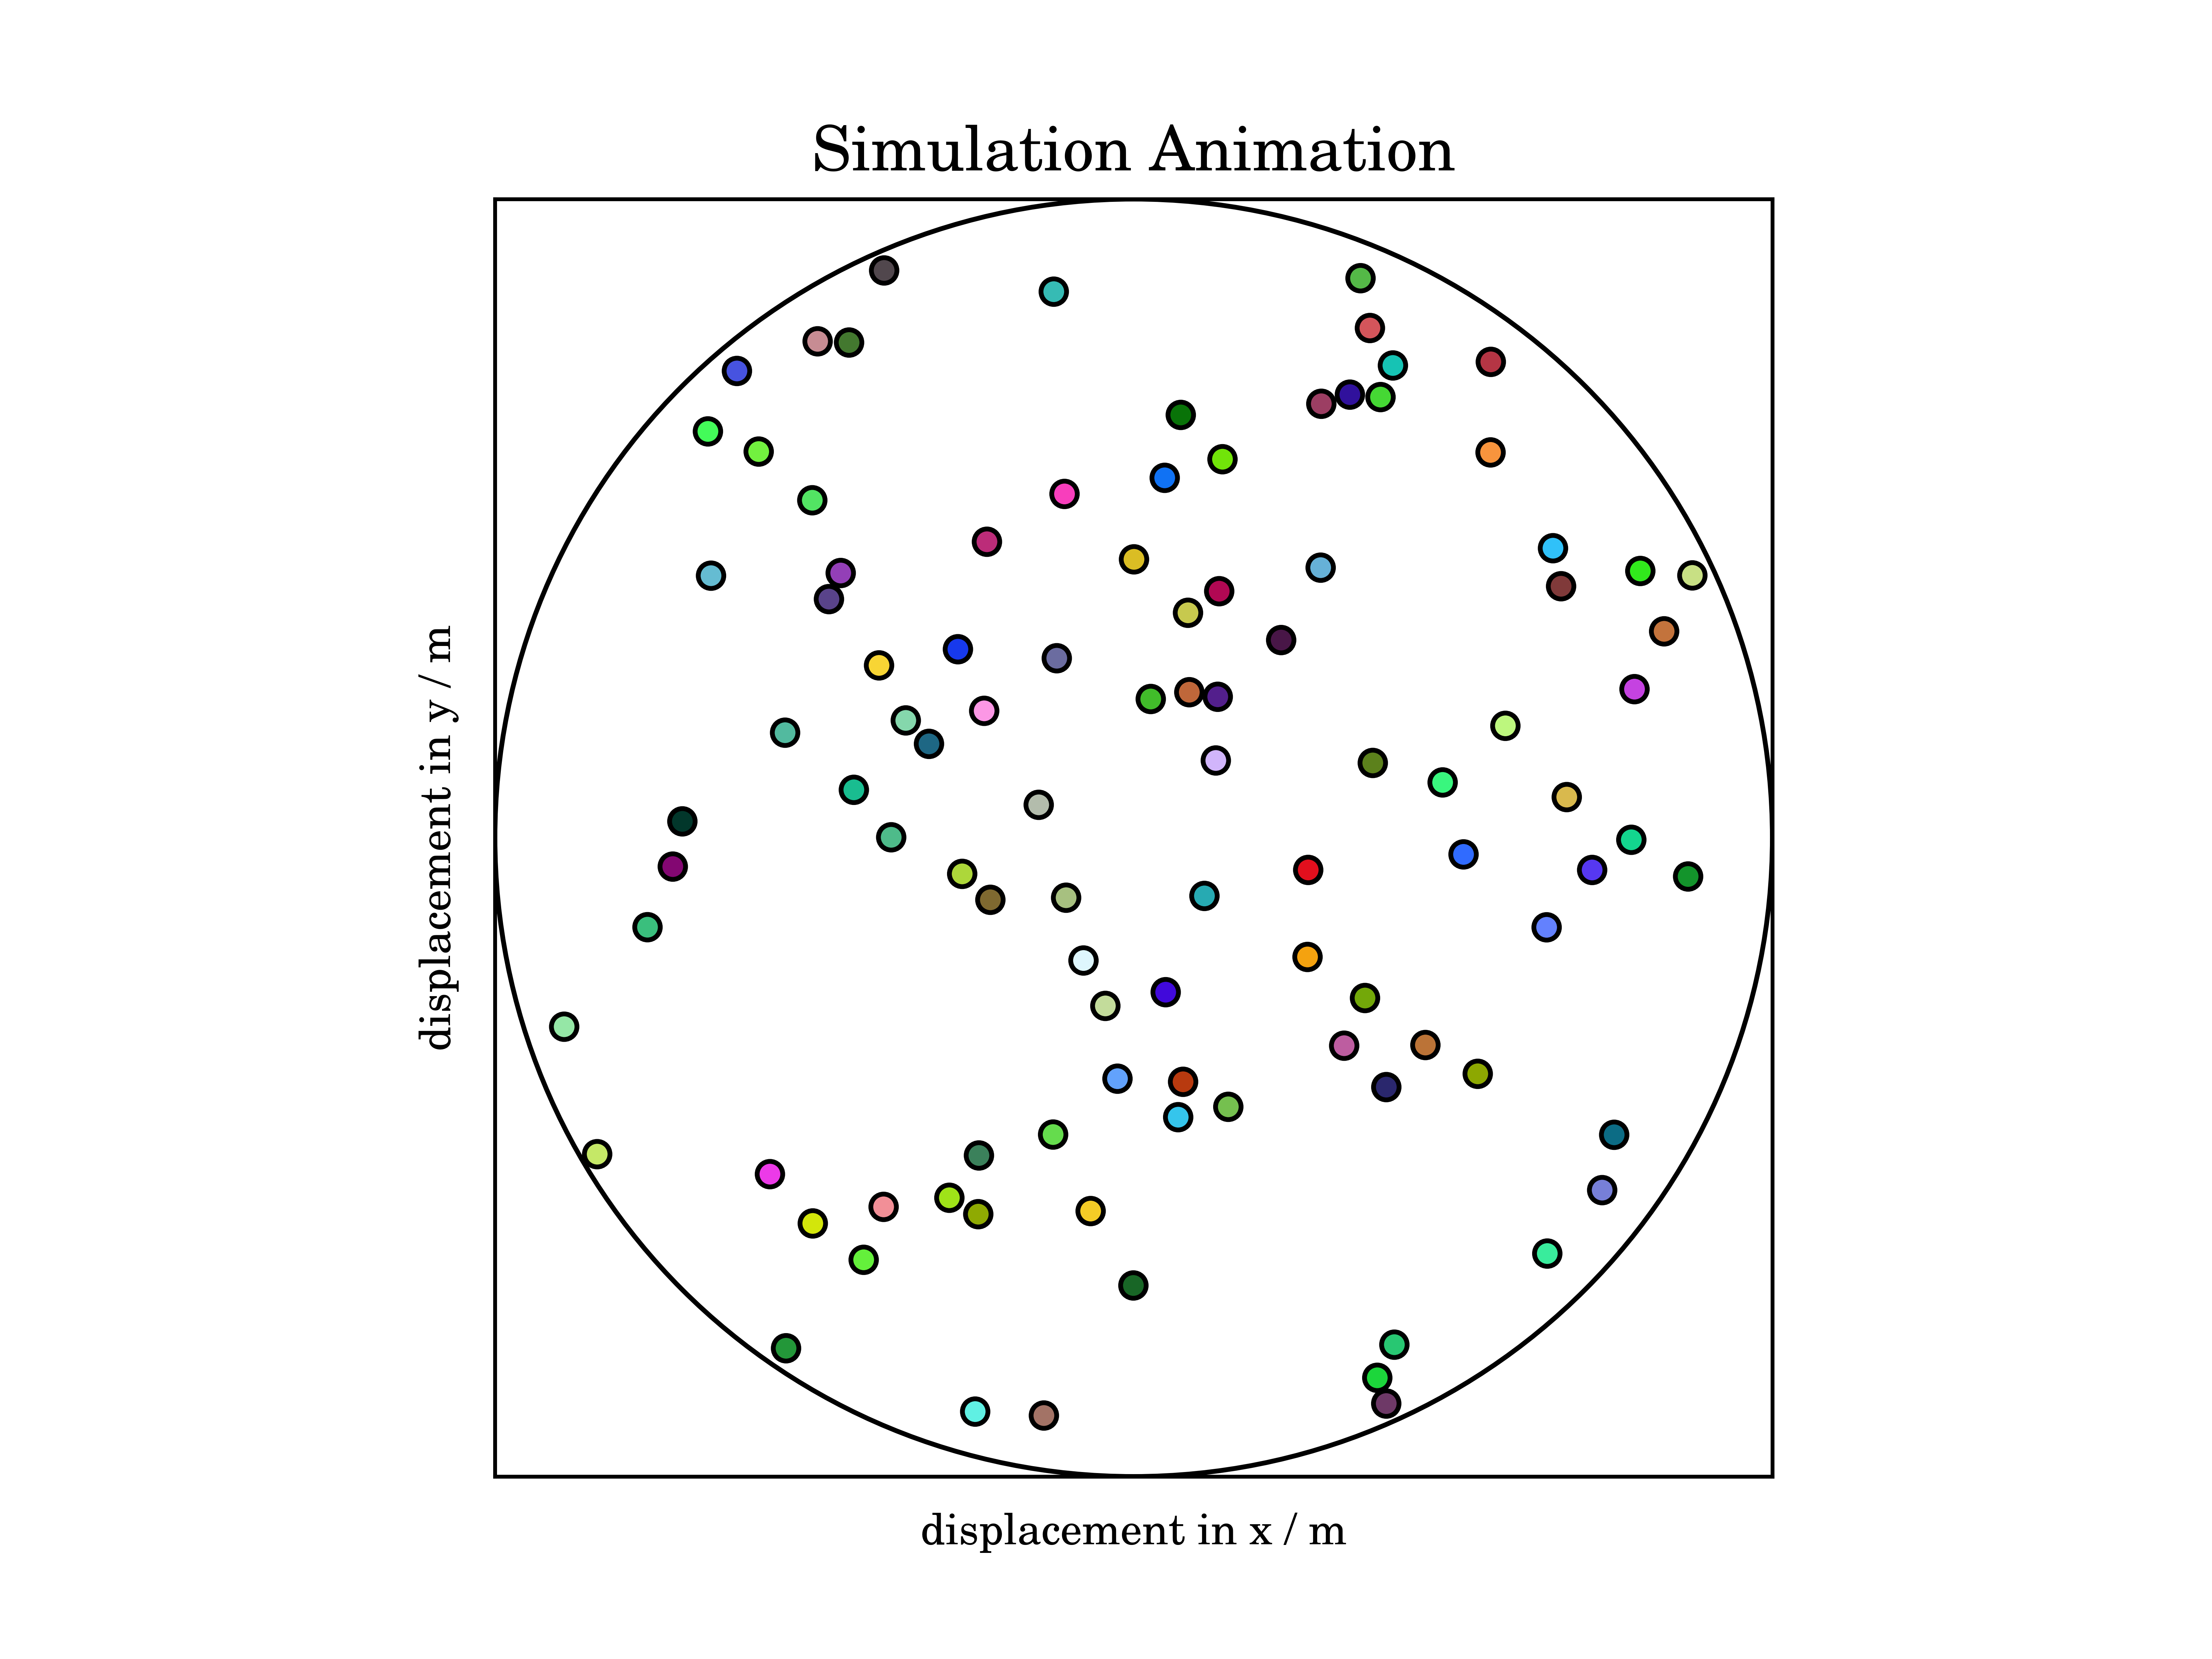 Simulation Animation
displacement in y / m
displacement in x / m